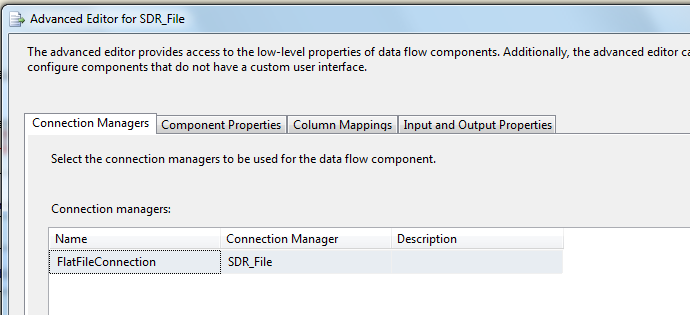 Advanced Editor for SDR_File
The advanced editor provides access to the low-level properties of data flow components. Additionally, the advanced editor ca
configure components that do not have a custom user interface.
Connection Managers Component Properties Column Mappings Input and Output Properties
Select the connection managers to be used for the data flow component.
Connection managers:
Name Connection Manager Description
FlatFileConnection SDR_File